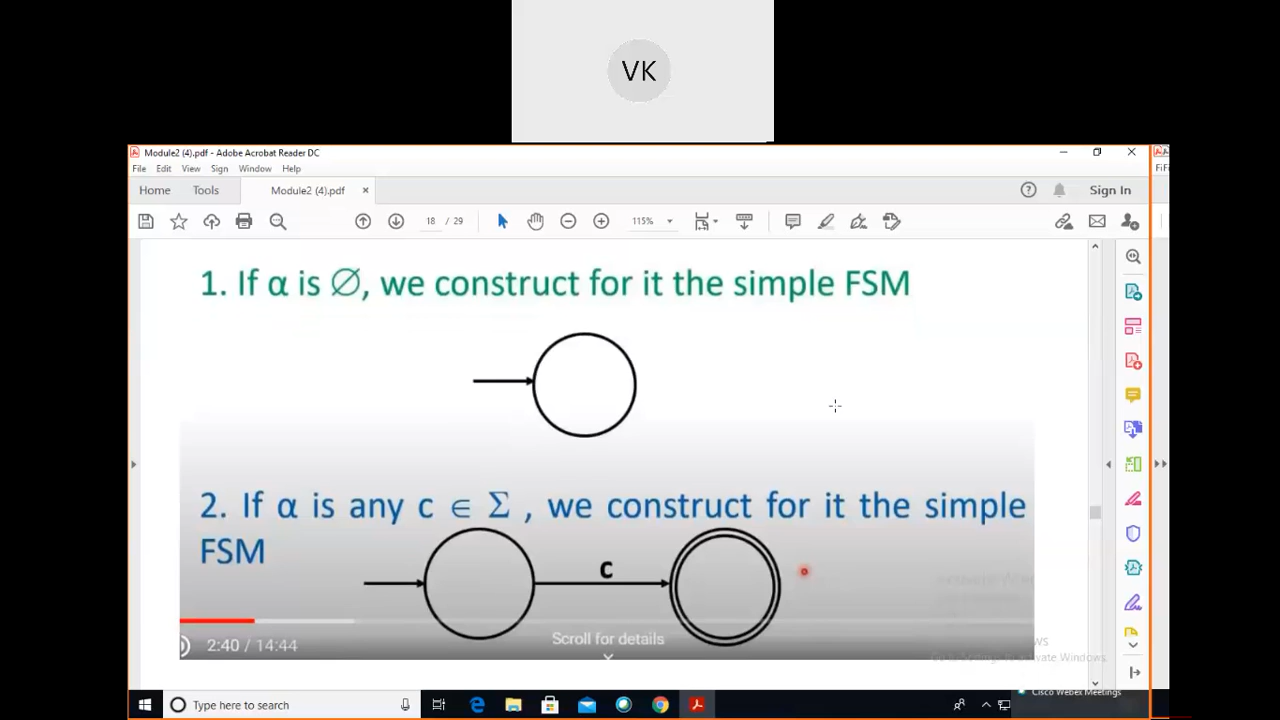 VK
Module2 (4).pdf - Adobe Acrobat Reader DC
File Edit View Sign Window Help
Home Tools Module2 (4).pdf × Sign In
18 / 29 115%
1. If α is ∅, we construct for it the simple FSM
2. If α is any c ∈ Σ , we construct for it the simple
FSM
c
2:40 / 14:44
Scroll for details
Type here to search
Cisco Webex Meetings